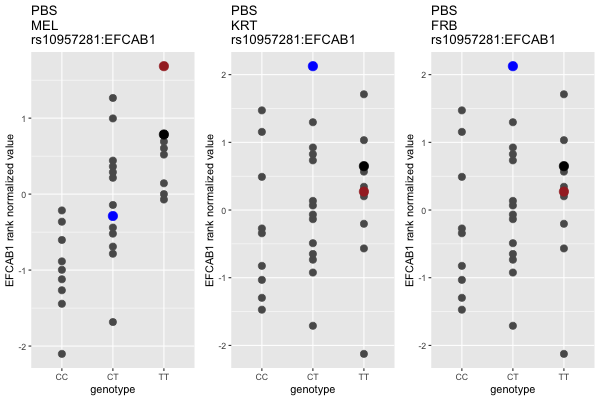 PBS
MEL
rs10957281:EFCAB1
EFCAB1 rank normalized value
1
0
-1
-2
CC CT TT
genotype
PBS
KRT
rs10957281:EFCAB1
EFCAB1 rank normalized value
2
1
0
-1
-2
CC CT TT
genotype
PBS
FRB
rs10957281:EFCAB1
EFCAB1 rank normalized value
2
1
0
-1
-2
CC CT TT
genotype